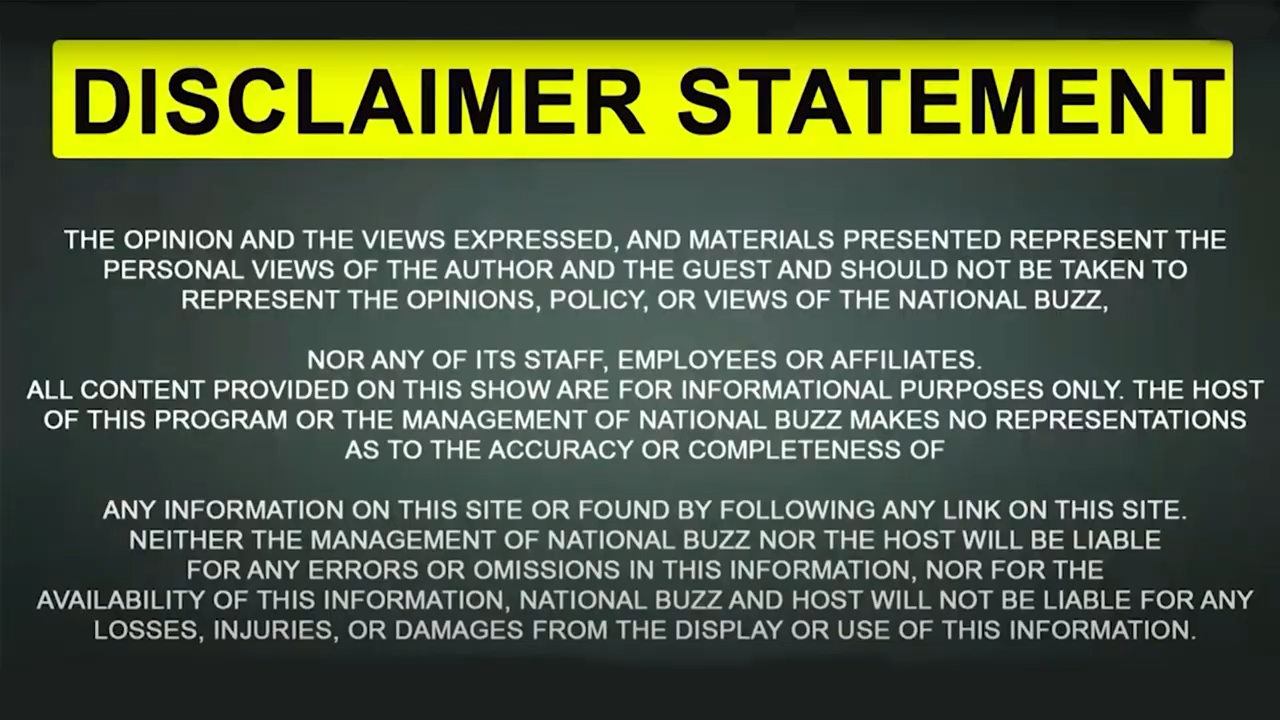 DISCLAIMER STATEMENT
THE OPINION AND THE VIEWS EXPRESSED, AND MATERIALS PRESENTED REPRESENT THE
PERSONAL VIEWS OF THE AUTHOR AND THE GUEST AND SHOULD NOT BE TAKEN TO
REPRESENT THE OPINIONS, POLICY, OR VIEWS OF THE NATIONAL BUZZ,
NOR ANY OF ITS STAFF, EMPLOYEES OR AFFILIATES.
ALL CONTENT PROVIDED ON THIS SHOW ARE FOR INFORMATIONAL PURPOSES ONLY. THE HOST
OF THIS PROGRAM OR THE MANAGEMENT OF NATIONAL BUZZ MAKES NO REPRESENTATIONS
AS TO THE ACCURACY OR COMPLETENESS OF
ANY INFORMATION ON THIS SITE OR FOUND BY FOLLOWING ANY LINK ON THIS SITE.
NEITHER THE MANAGEMENT OF NATIONAL BUZZ NOR THE HOST WILL BE LIABLE
FOR ANY ERRORS OR OMISSIONS IN THIS INFORMATION, NOR FOR THE
AVAILABILITY OF THIS INFORMATION, NATIONAL BUZZ AND HOST WILL NOT BE LIABLE FOR ANY
LOSSES, INJURIES, OR DAMAGES FROM THE DISPLAY OR USE OF THIS INFORMATION.